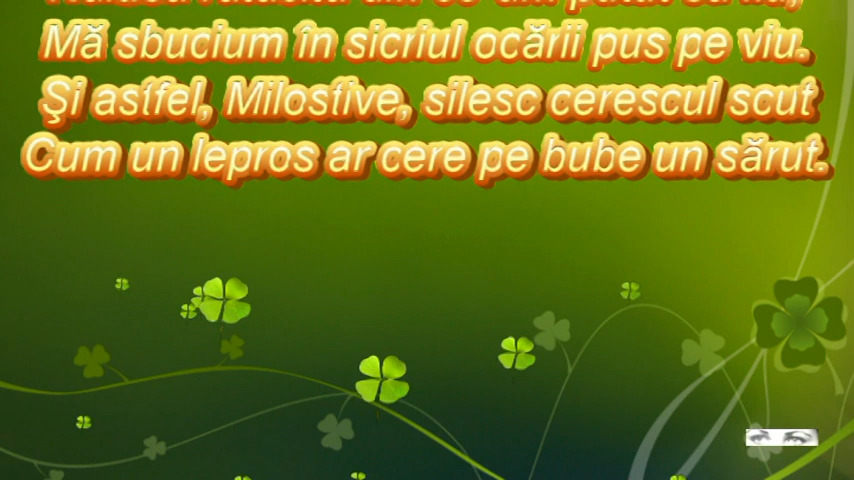 Mă sbucium în sicriul ocării pus pe viu.
Şi astfel, Milostive, silesc cerescul scut
Cum un lepros ar cere pe bube un sărut.